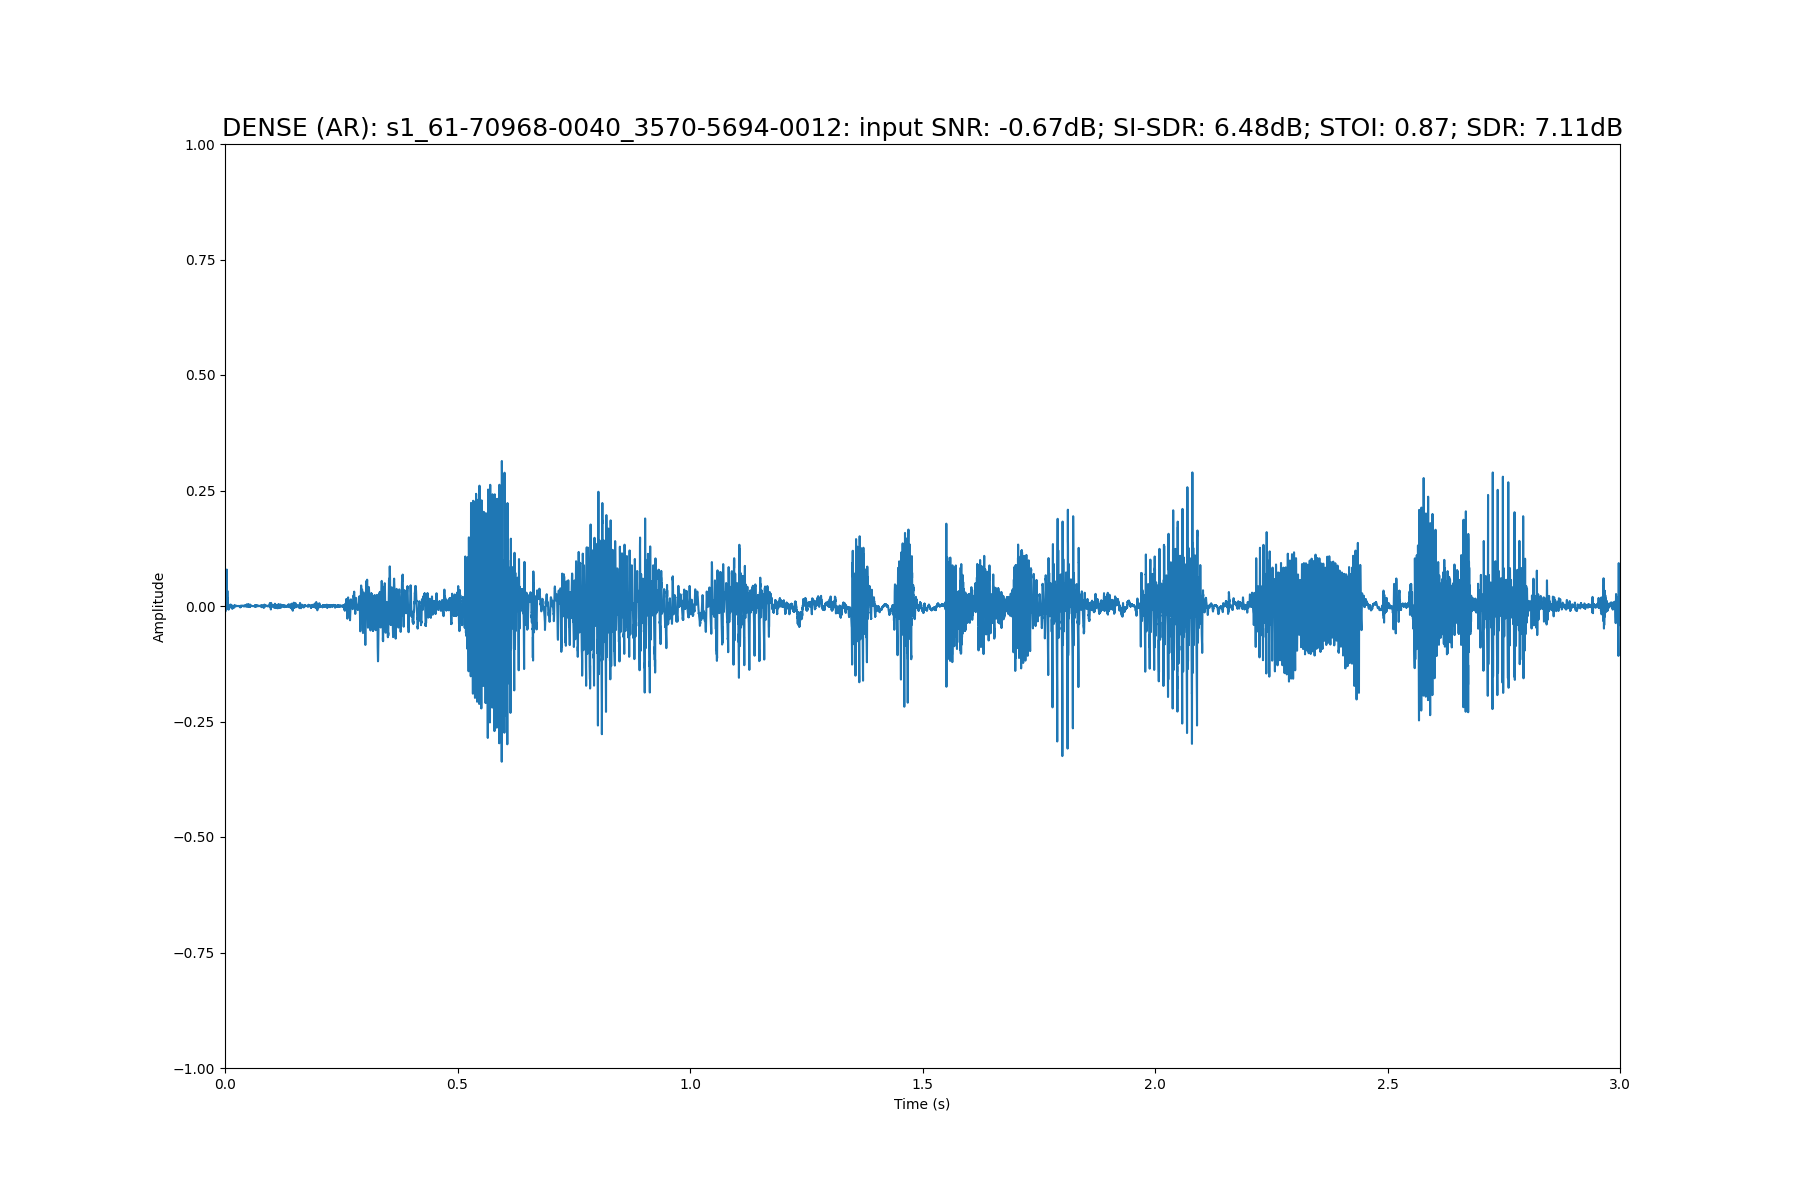 DENSE (AR): s1_61-70968-0040_3570-5694-0012: input SNR: -0.67dB; SI-SDR: 6.48dB; STOI: 0.87; SDR: 7.11dB
1.00
0.75
0.50
0.25
0.00
−0.25
−0.50
−0.75
−1.00
Amplitude
0.0 0.5 1.0 1.5 2.0 2.5 3.0
Time (s)